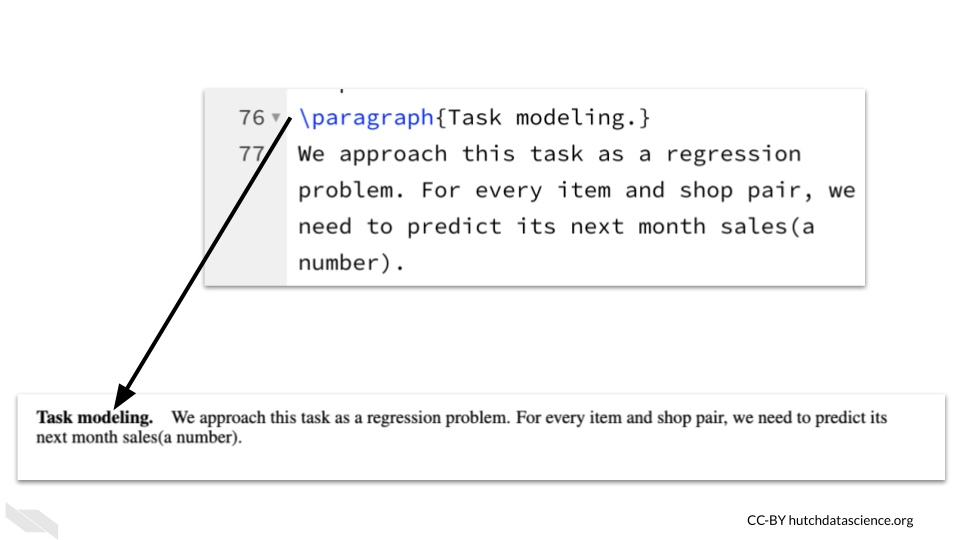 76 \paragraph{Task modeling.}
77 We approach this task as a regression
problem. For every item and shop pair, we
need to predict its next month sales(a
number).
Task modeling. We approach this task as a regression problem. For every item and shop pair, we need to predict its
next month sales(a number).
CC-BY hutchdatascience.org